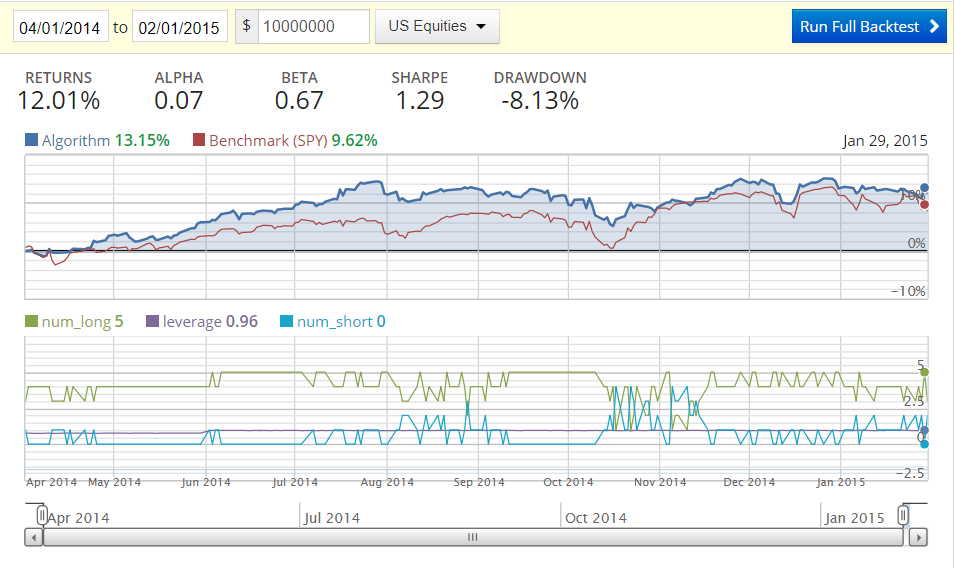 04/01/2014 to 02/01/2015 $ 10000000 US Equities Run Full Backtest
RETURNS ALPHA BETA SHARPE DRAWDOWN
12.01% 0.07 0.67 1.29 -8.13%
Algorithm 13.15% Benchmark (SPY) 9.62% Jan 29, 2015
0%
−10%
num_long 5 leverage 0.96 num_short 0
5
2.5
0
−2.5
Apr 2014 May 2014 Jun 2014 Jul 2014 Aug 2014 Sep 2014 Oct 2014 Nov 2014 Dec 2014 Jan 2015
Apr 2014 Jul 2014 Oct 2014 Jan 2015